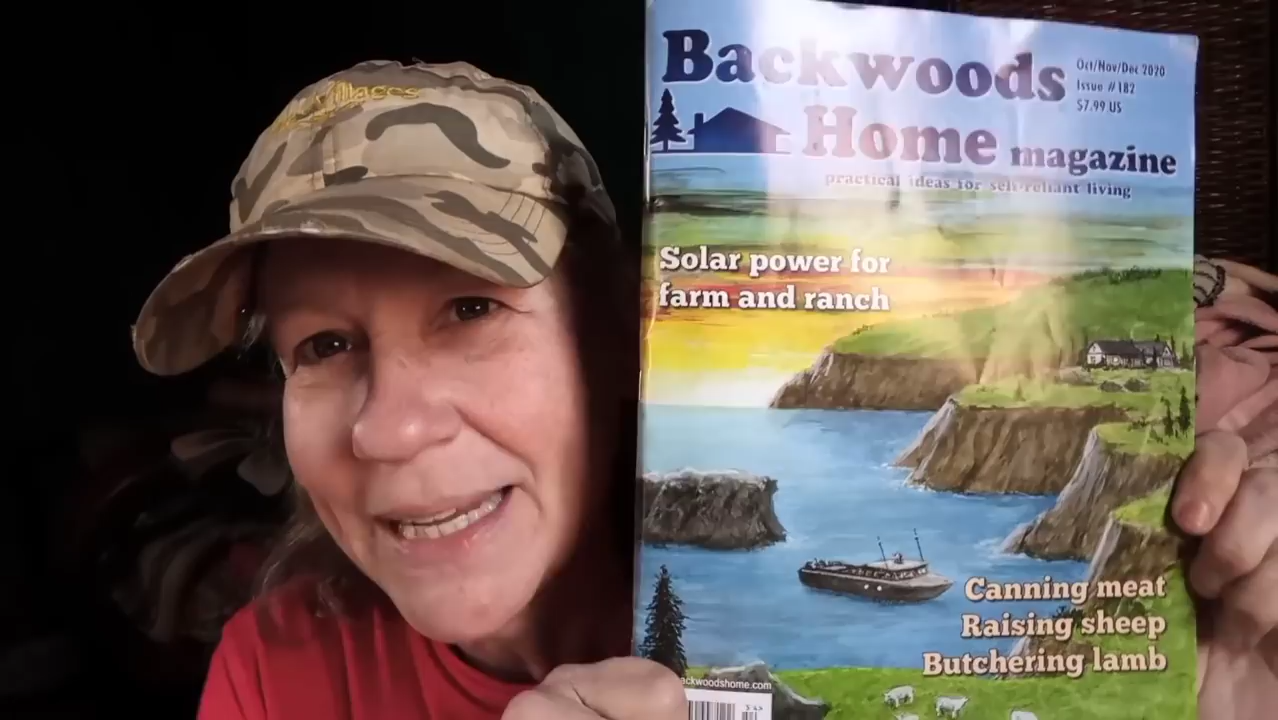 Villages
Backwoods
Home magazine
Oct/Nov/Dec 2020
Issue #182
$7.99 US
practical ideas for self-reliant living
Solar power for
farm and ranch
Canning meat
Raising sheep
Butchering lamb
ackwoodshome.com